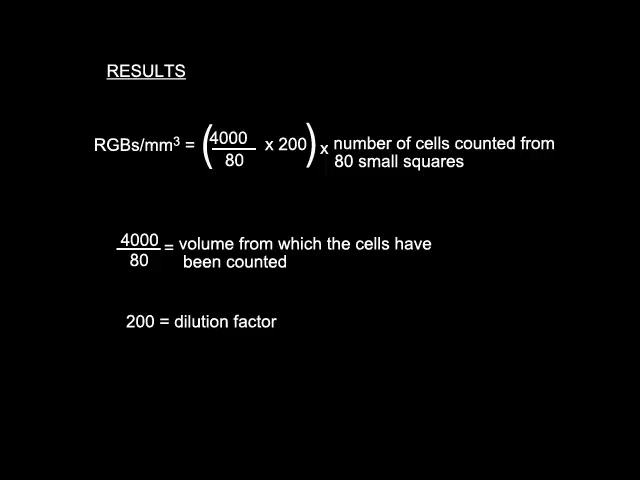 RESULTS
RGBs/mm³ = (4000/80 x 200) x number of cells counted from
80 small squares
4000/80 = volume from which the cells have
been counted
200 = dilution factor